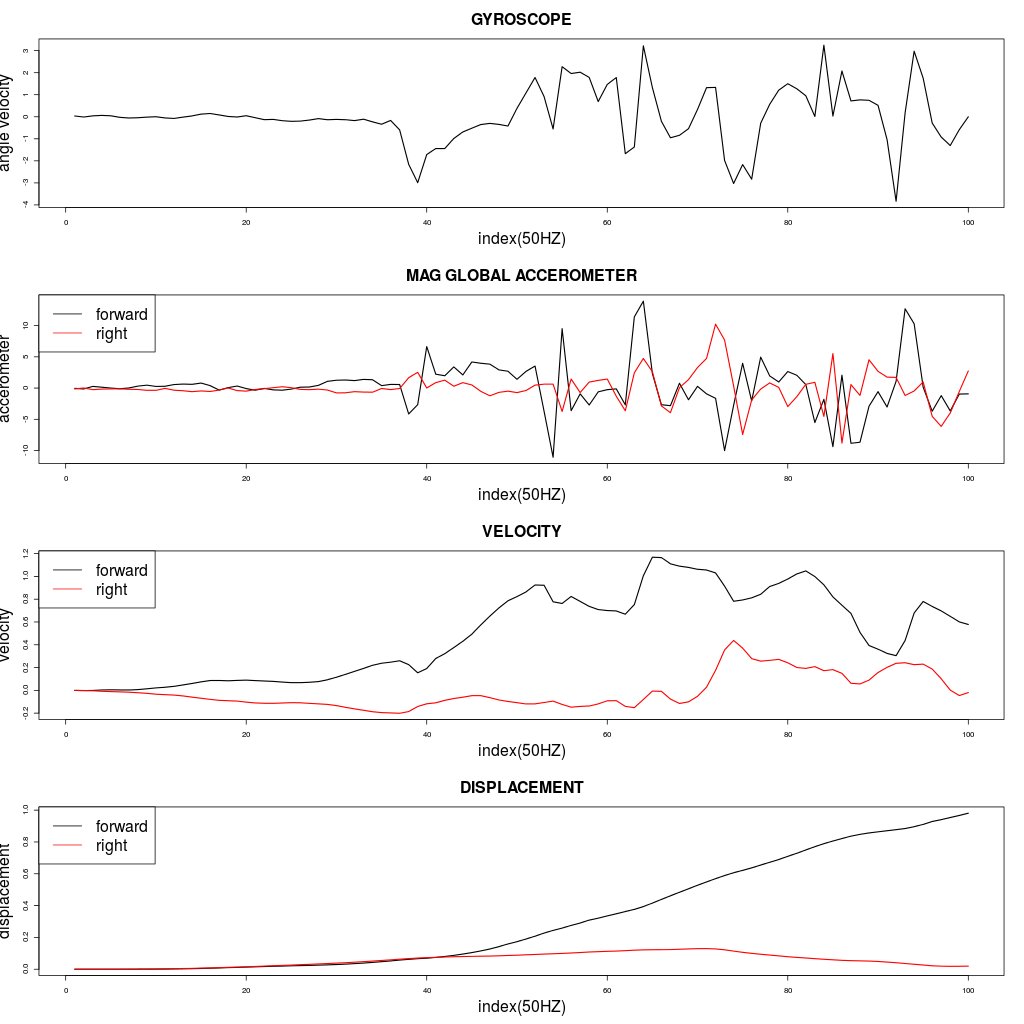 GYROSCOPE
angle velocity
3
2
1
0
-1
-2
-3
-4
0 20 40 60 80 100
index(50HZ)
MAG GLOBAL ACCEROMETER
accerometer
forward
right
10
5
0
-5
-10
0 20 40 60 80 100
index(50HZ)
VELOCITY
velocity
forward
right
1.2
1.0
0.8
0.6
0.4
0.2
0.0
-0.2
0 20 40 60 80 100
index(50HZ)
DISPLACEMENT
displacement
forward
right
1.0
0.8
0.6
0.4
0.2
0.0
0 20 40 60 80 100
index(50HZ)